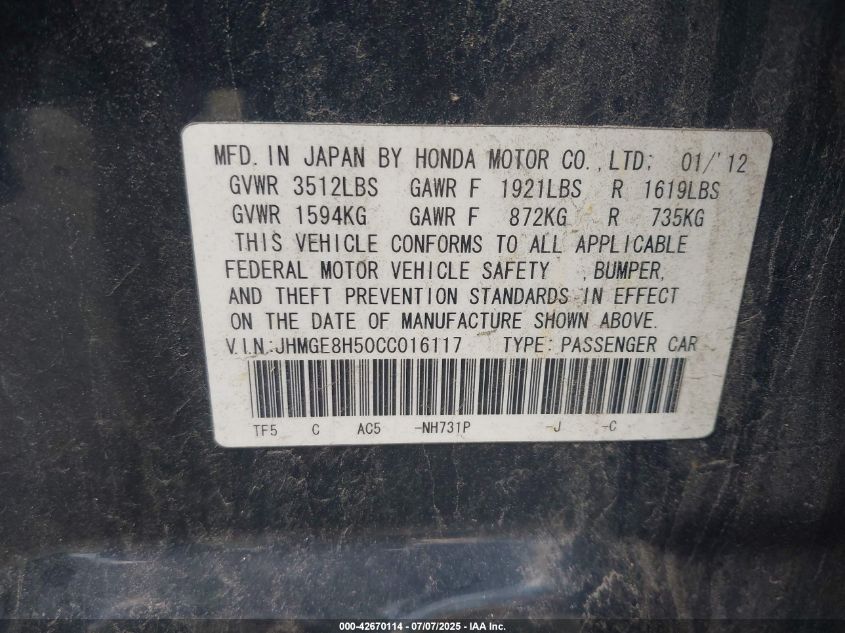 MFD. IN JAPAN BY HONDA MOTOR CO.,LTD; 01/'12
GVWR 3512LBS GAWR F 1921LBS R 1619LBS
GVWR 1594KG GAWR F 872KG R 735KG
THIS VEHICLE CONFORMS TO ALL APPLICABLE
FEDERAL MOTOR VEHICLE SAFETY ,BUMPER,
AND THEFT PREVENTION STANDARDS IN EFFECT
ON THE DATE OF MANUFACTURE SHOWN ABOVE.
V.I.N.:JHMGE8H50CC016117 TYPE: PASSENGER CAR
TF5 C AC5 -NH731P -J -C
000-42670114 - 07/07/2025 - IAA Inc.